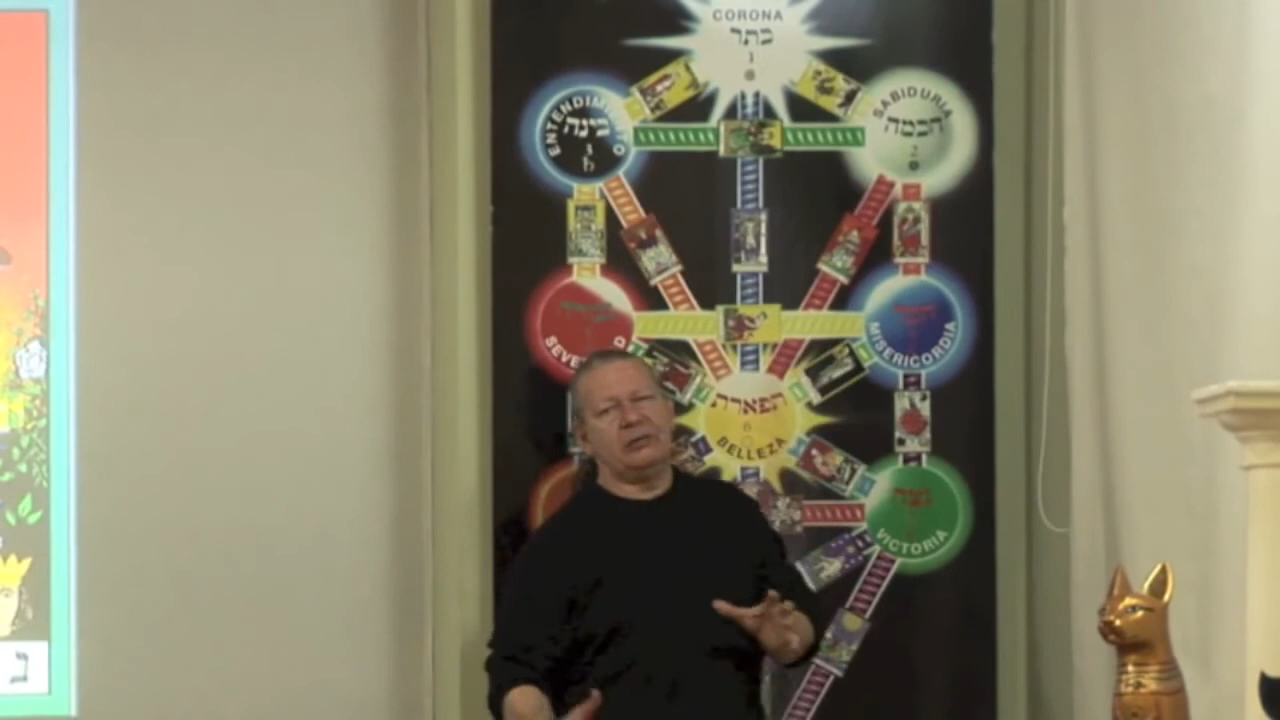 CORONA
כתר
1
ENTENDIMIENTO
בינה
3
♄
SABIDURIA
חכמה
2
MISERICORDIA
תפארת
6
BELLEZA
נצח
VICTORIA